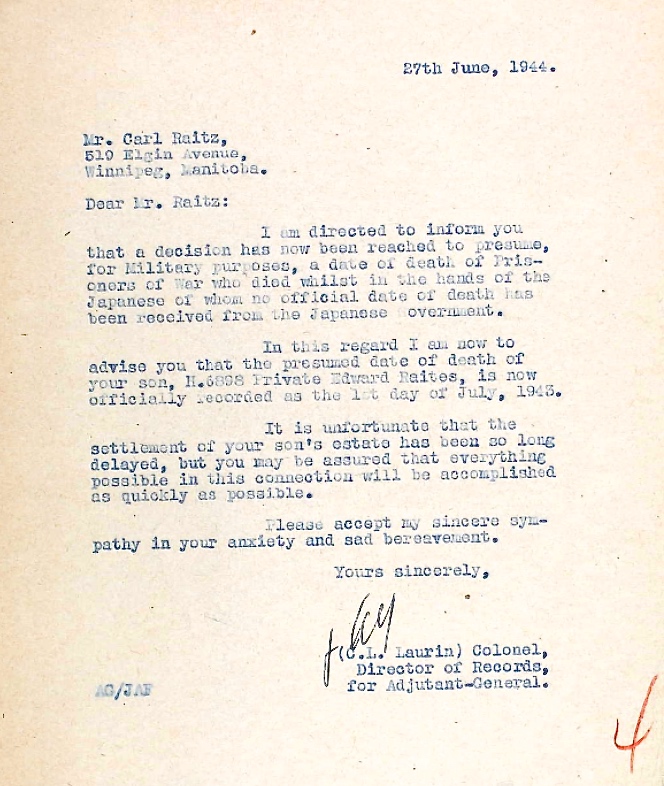 27th June, 1944.
Mr. Carl Raitz,
519 Elgin Avenue,
Winnipeg, Manitoba.
Dear Mr. Raitz:
I am directed to inform you
that a decision has now been reached to presume,
for Military purposes, a date of death of Pris-
oners of War who died whilst in the hands of the
Japanese of whom no official date of death has
been received from the Japanese Government.
In this regard I am now to
advise you that the presumed date of death of
your son, H.6898 Private Edward Raites, is now
officially recorded as the 1st day of July, 1943.
It is unfortunate that the
settlement of your son's estate has been so long
delayed, but you may be assured that everything
possible in this connection will be accomplished
as quickly as possible.
Please accept my sincere sym-
pathy in your anxiety and sad bereavement.
Yours sincerely,
(C.L. Laurin) Colonel,
Director of Records,
for Adjutant-General.
AG/JAF
4